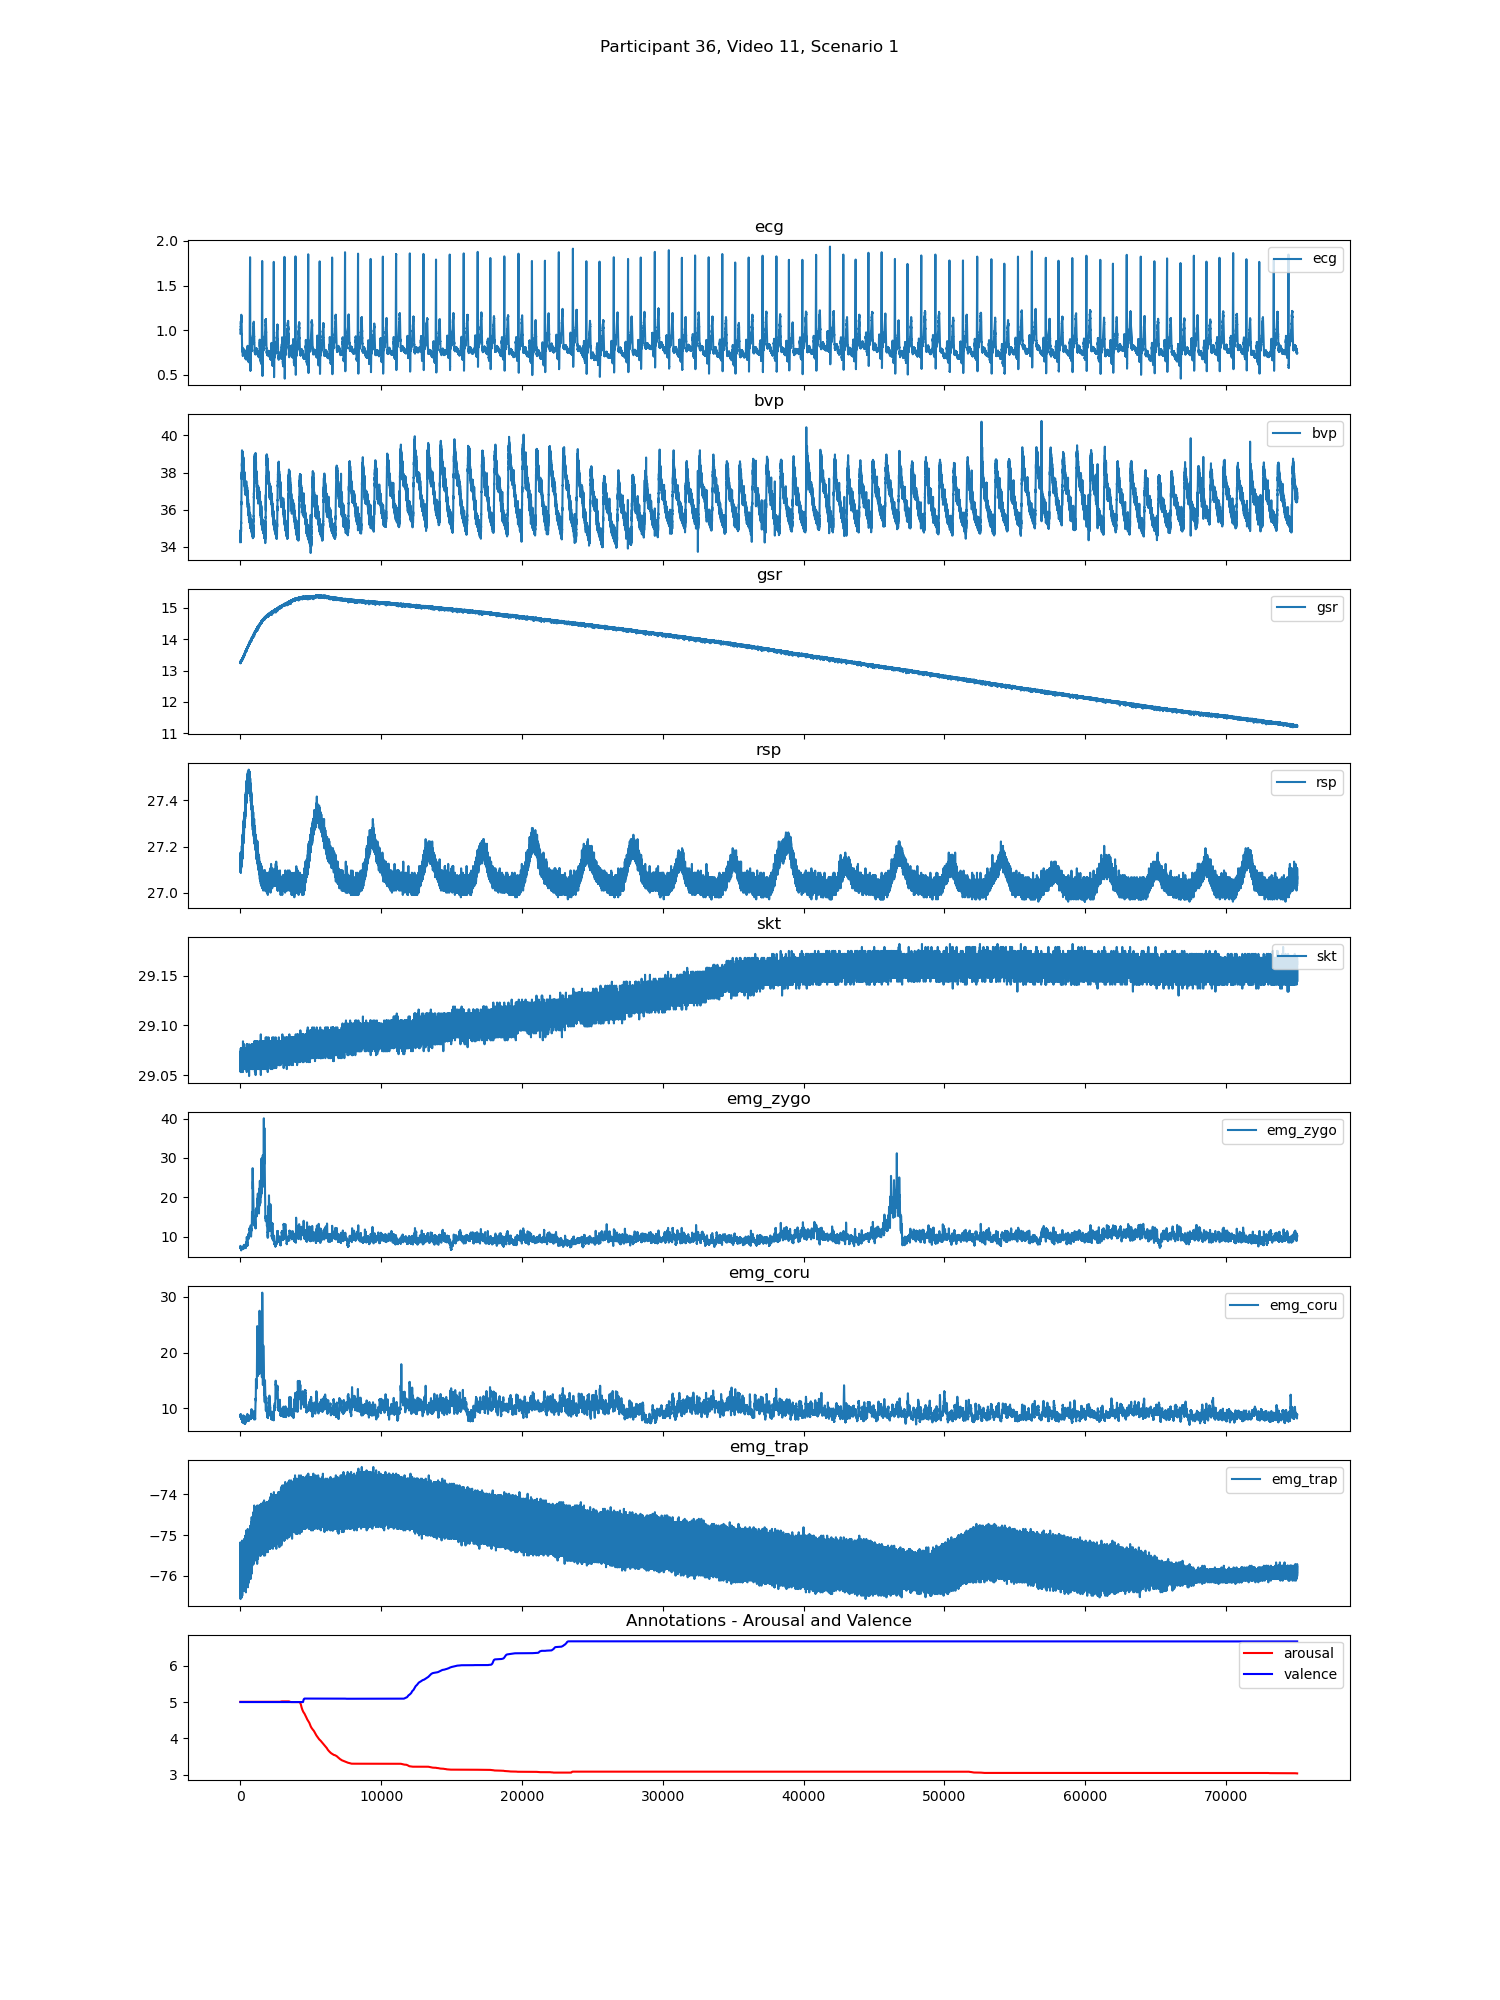 Participant 36, Video 11, Scenario 1
ecg
2.0
1.5
1.0
0.5
ecg
bvp
40
38
36
34
bvp
gsr
15
14
13
12
11
gsr
rsp
27.4
27.2
27.0
rsp
skt
29.15
29.10
29.05
skt
emg_zygo
40
30
20
10
emg_zygo
emg_coru
30
20
10
emg_coru
emg_trap
−74
−75
−76
emg_trap
Annotations - Arousal and Valence
6
5
4
3
arousal
valence
0 10000 20000 30000 40000 50000 60000 70000